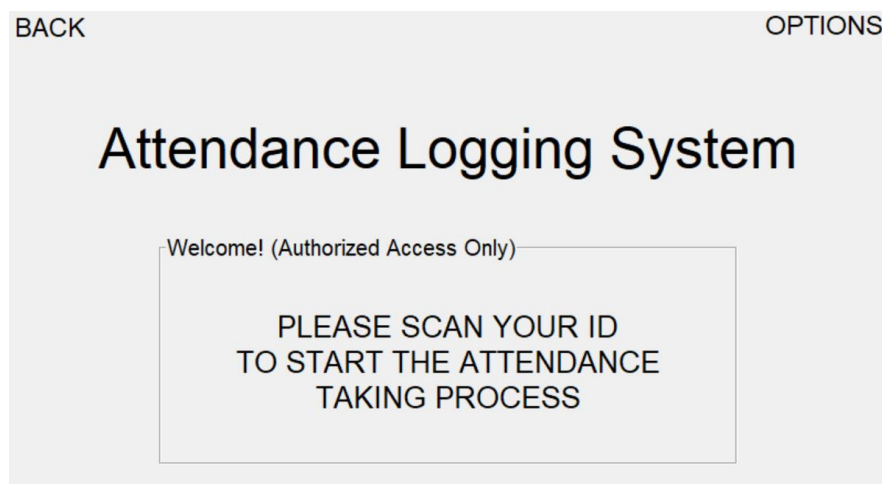 BACK
OPTIONS
Attendance Logging System
Welcome! (Authorized Access Only)
PLEASE SCAN YOUR ID
TO START THE ATTENDANCE
TAKING PROCESS